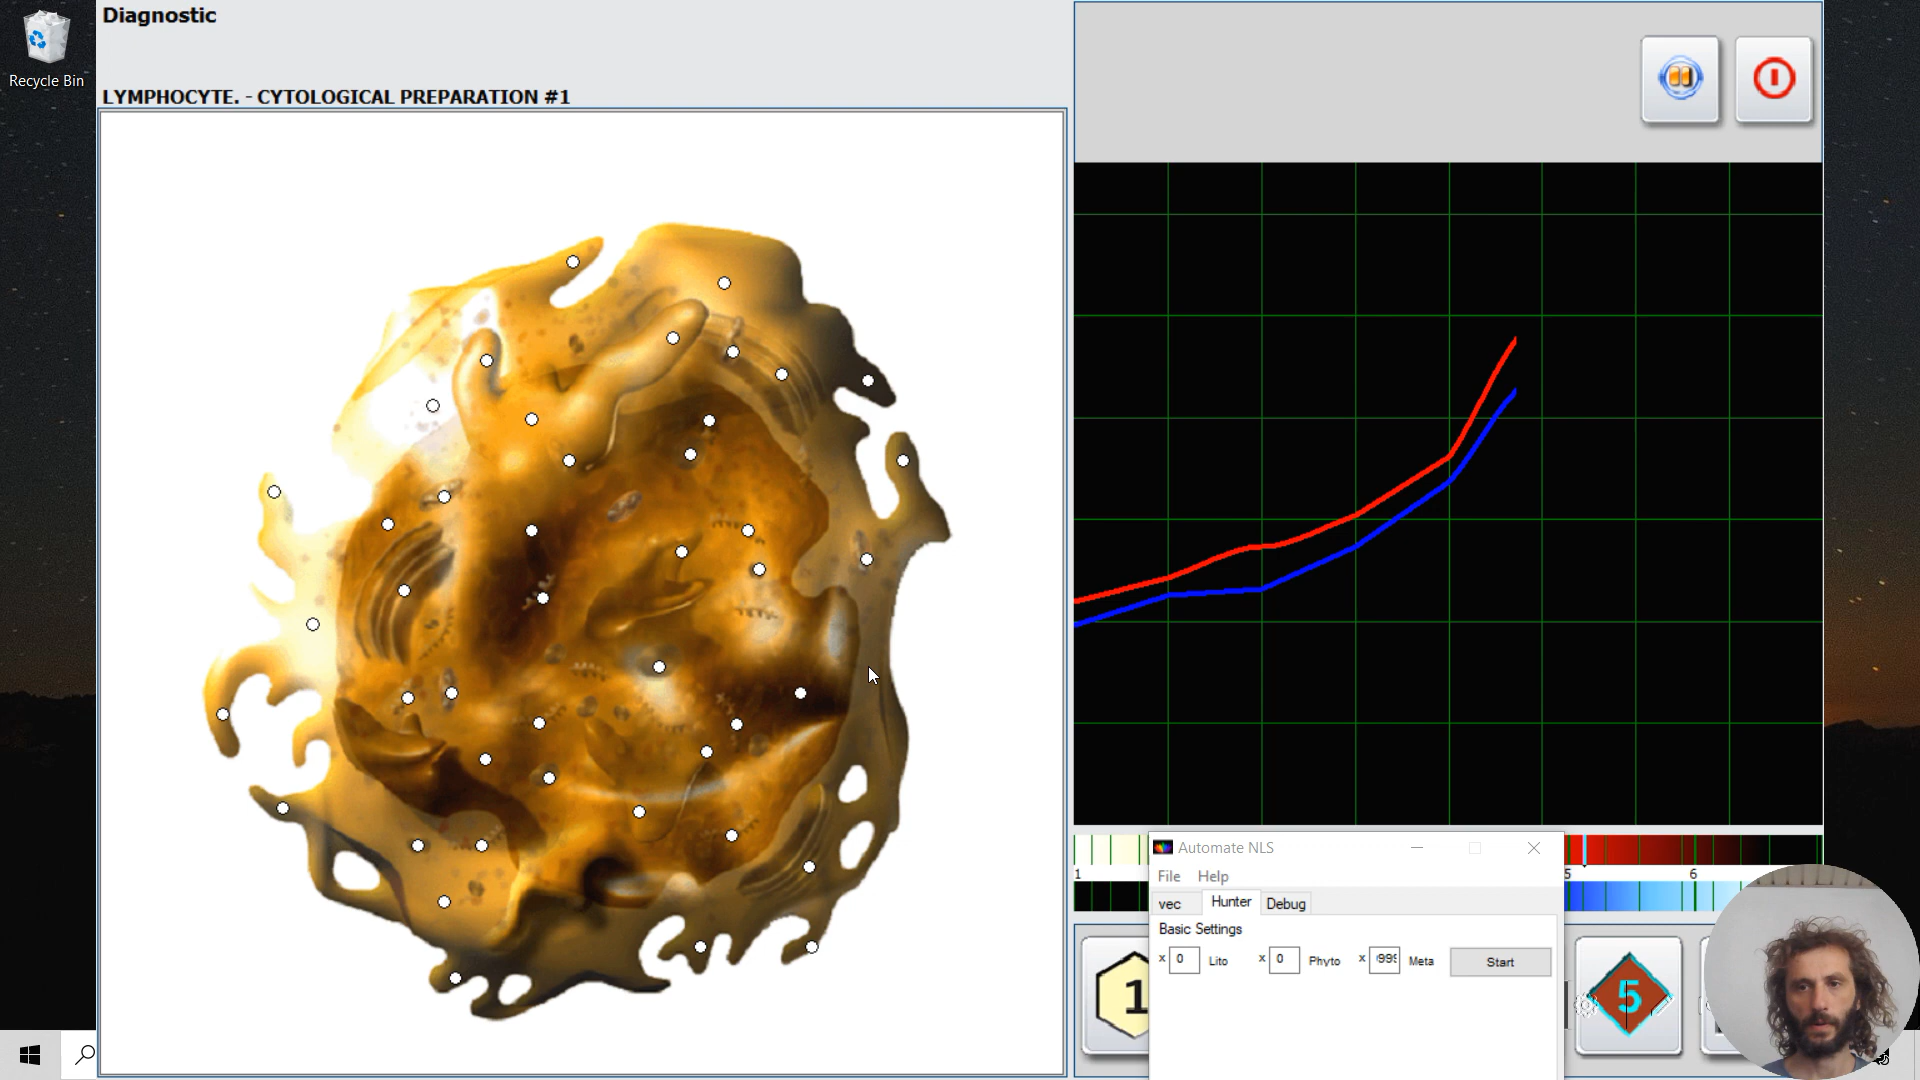 Recycle Bin
Diagnostic
LYMPHOCYTE. - CYTOLOGICAL PREPARATION #1
1
5
6
Automate NLS
File Help
vec Hunter Debug
Basic Settings
x 0 Lito x 0 Phyto x Meta Start
1
5